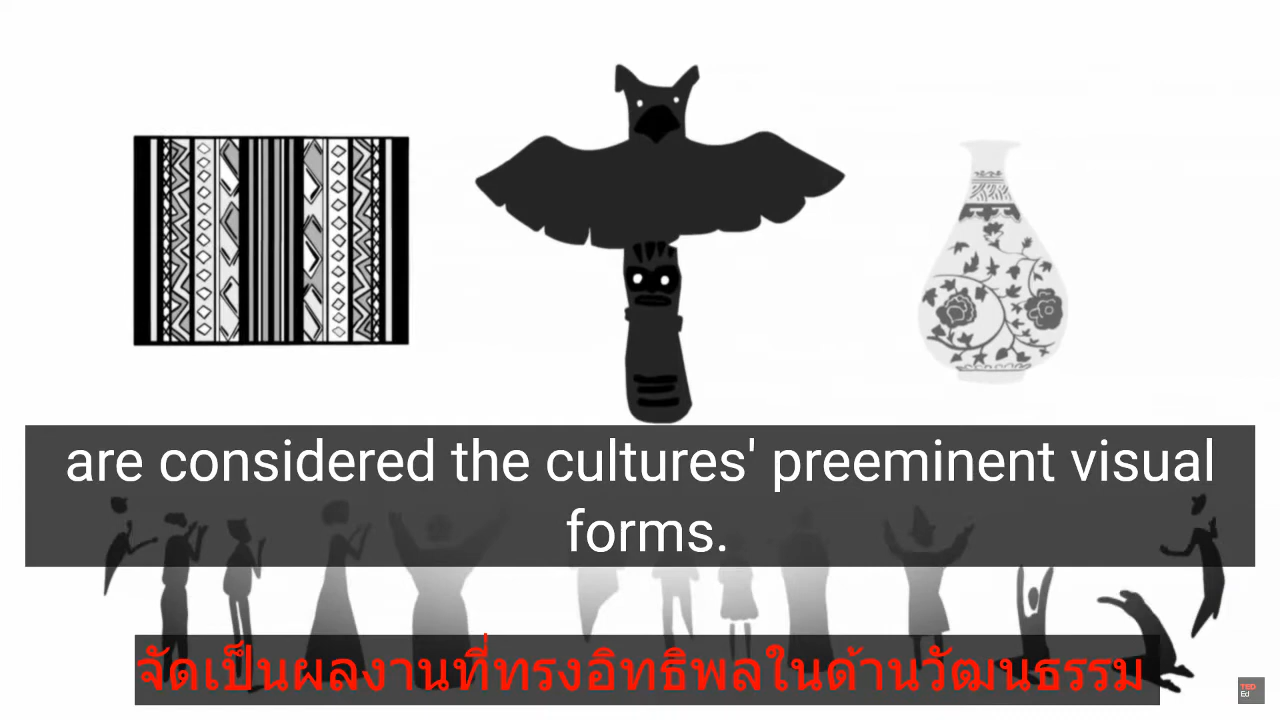 are considered the cultures' preeminent visual
forms.
จัดเป็นผลงานที่ทรงอิทธิพลในด้านวัฒนธรรม
TED
Ed